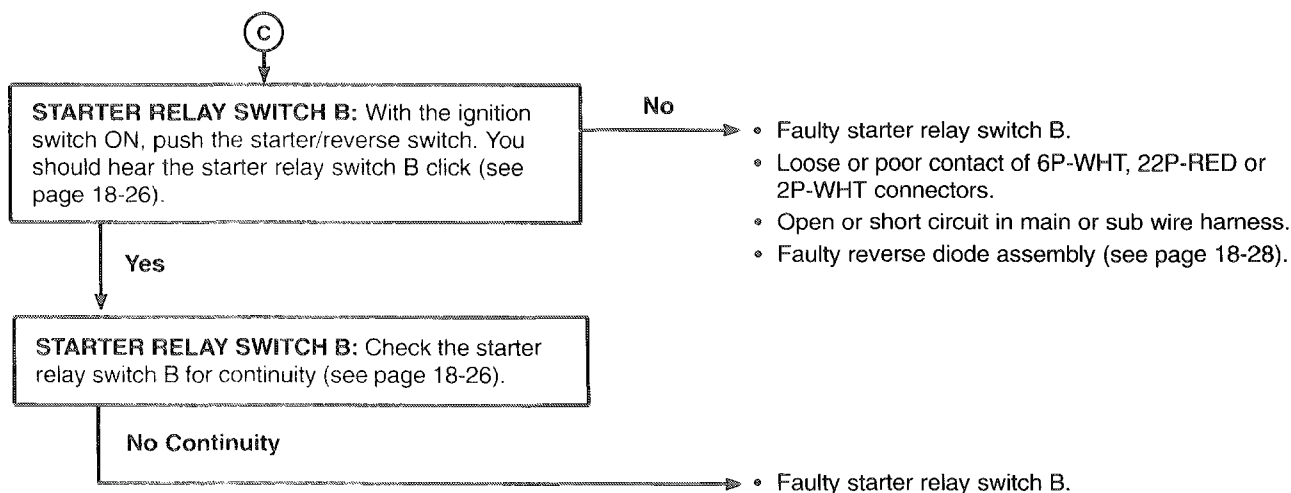 C
STARTER RELAY SWITCH B: With the ignition
switch ON, push the starter/reverse switch. You
should hear the starter relay switch B click (see
page 18-26).
No
• Faulty starter relay switch B.
• Loose or poor contact of 6P-WHT, 22P-RED or
2P-WHT connectors.
• Open or short circuit in main or sub wire harness.
• Faulty reverse diode assembly (see page 18-28).
Yes
STARTER RELAY SWITCH B: Check the starter
relay switch B for continuity (see page 18-26).
No Continuity
• Faulty starter relay switch B.